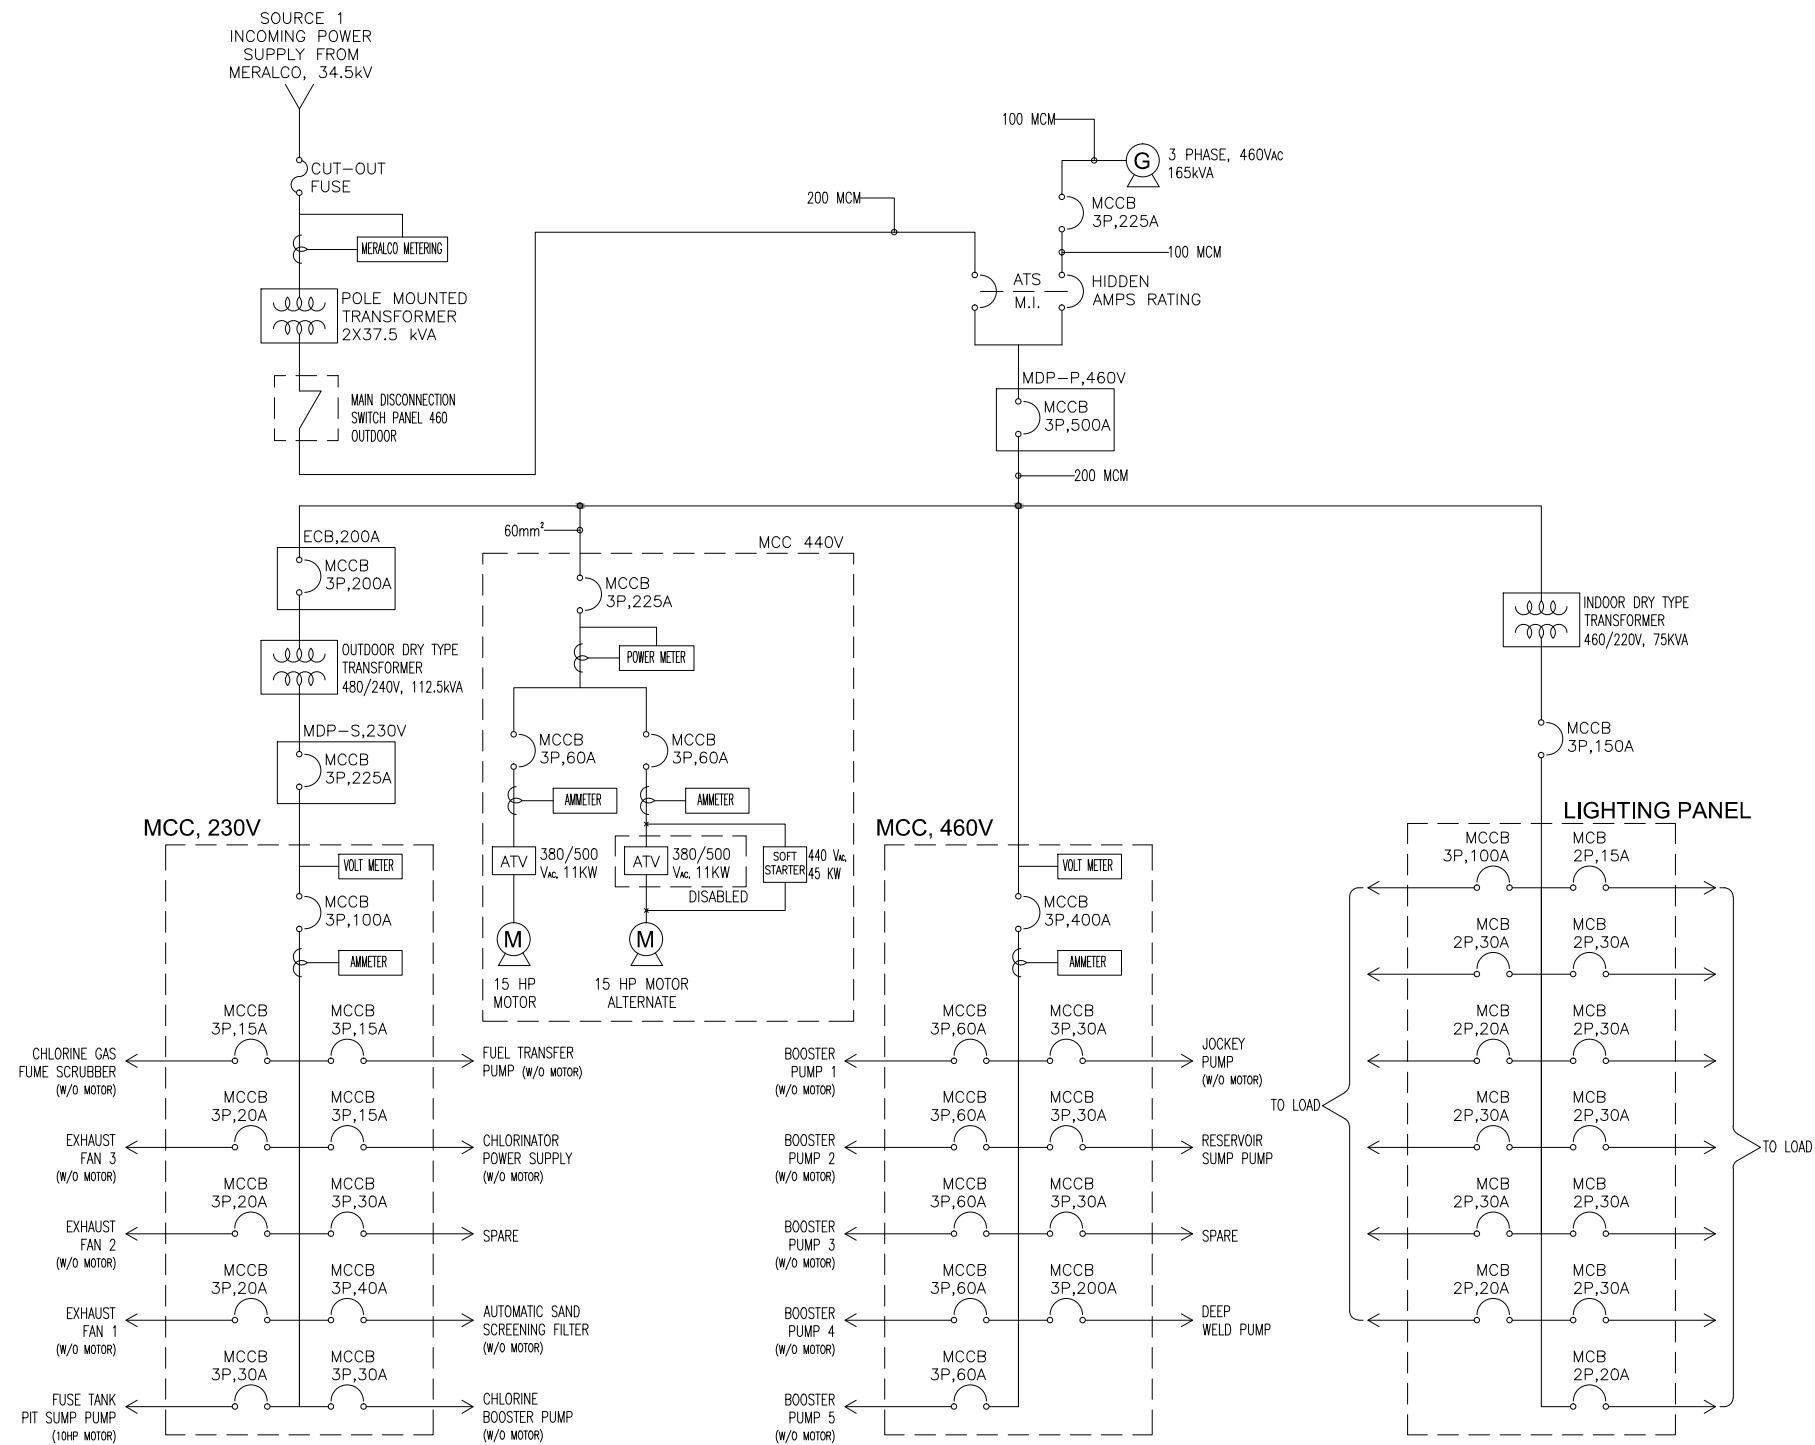 SOURCE 1
INCOMING POWER
SUPPLY FROM
MERALCO, 34.5kV
CUT-OUT
FUSE
MERALCO METERING
POLE MOUNTED
TRANSFORMER
2X37.5 kVA
MAIN DISCONNECTION
SWITCH PANEL 460
OUTDOOR
200 MCM
100 MCM
G
3 PHASE, 460VAC
165kVA
MCCB
3P,225A
100 MCM
ATS
M.I.
HIDDEN
AMPS RATING
MDP-P,460V
MCCB
3P,500A
200 MCM
ECB,200A
MCCB
3P,200A
OUTDOOR DRY TYPE
TRANSFORMER
480/240V, 112.5kVA
MDP-S,230V
MCCB
3P,225A
60mm²
MCC 440V
MCCB
3P,225A
POWER METER
MCCB
3P,60A
MCCB
3P,60A
AMMETER
AMMETER
ATV
380/500
VAC, 11KW
ATV
380/500
VAC, 11KW
DISABLED
SOFT
STARTER
440 VAC,
45 KW
M
M
15 HP
MOTOR
15 HP MOTOR
ALTERNATE
INDOOR DRY TYPE
TRANSFORMER
460/220V, 75KVA
MCCB
3P,150A
MCC, 230V
VOLT METER
MCCB
3P,100A
AMMETER
MCCB
3P,15A
MCCB
3P,15A
CHLORINE GAS
FUME SCRUBBER
(W/O MOTOR)
FUEL TRANSFER
PUMP (W/O MOTOR)
MCCB
3P,20A
MCCB
3P,15A
EXHAUST
FAN 3
(W/O MOTOR)
CHLORINATOR
POWER SUPPLY
(W/O MOTOR)
MCCB
3P,20A
MCCB
3P,30A
EXHAUST
FAN 2
(W/O MOTOR)
SPARE
MCCB
3P,20A
MCCB
3P,40A
EXHAUST
FAN 1
(W/O MOTOR)
AUTOMATIC SAND
SCREENING FILTER
(W/O MOTOR)
MCCB
3P,30A
MCCB
3P,30A
FUSE TANK
PIT SUMP PUMP
(10HP MOTOR)
CHLORINE
BOOSTER PUMP
(W/O MOTOR)
MCC, 460V
VOLT METER
MCCB
3P,400A
AMMETER
MCCB
3P,60A
MCCB
3P,30A
BOOSTER
PUMP 1
(W/O MOTOR)
JOCKEY
PUMP
(W/O MOTOR)
MCCB
3P,60A
MCCB
3P,30A
BOOSTER
PUMP 2
(W/O MOTOR)
RESERVOIR
SUMP PUMP
MCCB
3P,60A
MCCB
3P,30A
BOOSTER
PUMP 3
(W/O MOTOR)
SPARE
MCCB
3P,60A
MCCB
3P,200A
BOOSTER
PUMP 4
(W/O MOTOR)
DEEP
WELD PUMP
MCCB
3P,60A
BOOSTER
PUMP 5
(W/O MOTOR)
LIGHTING PANEL
MCCB
3P,100A
MCB
2P,15A
MCB
2P,30A
MCB
2P,30A
MCB
2P,20A
MCB
2P,30A
MCB
2P,30A
MCB
2P,30A
MCB
2P,30A
MCB
2P,30A
MCB
2P,20A
MCB
2P,30A
MCB
2P,20A
TO LOAD
TO LOAD